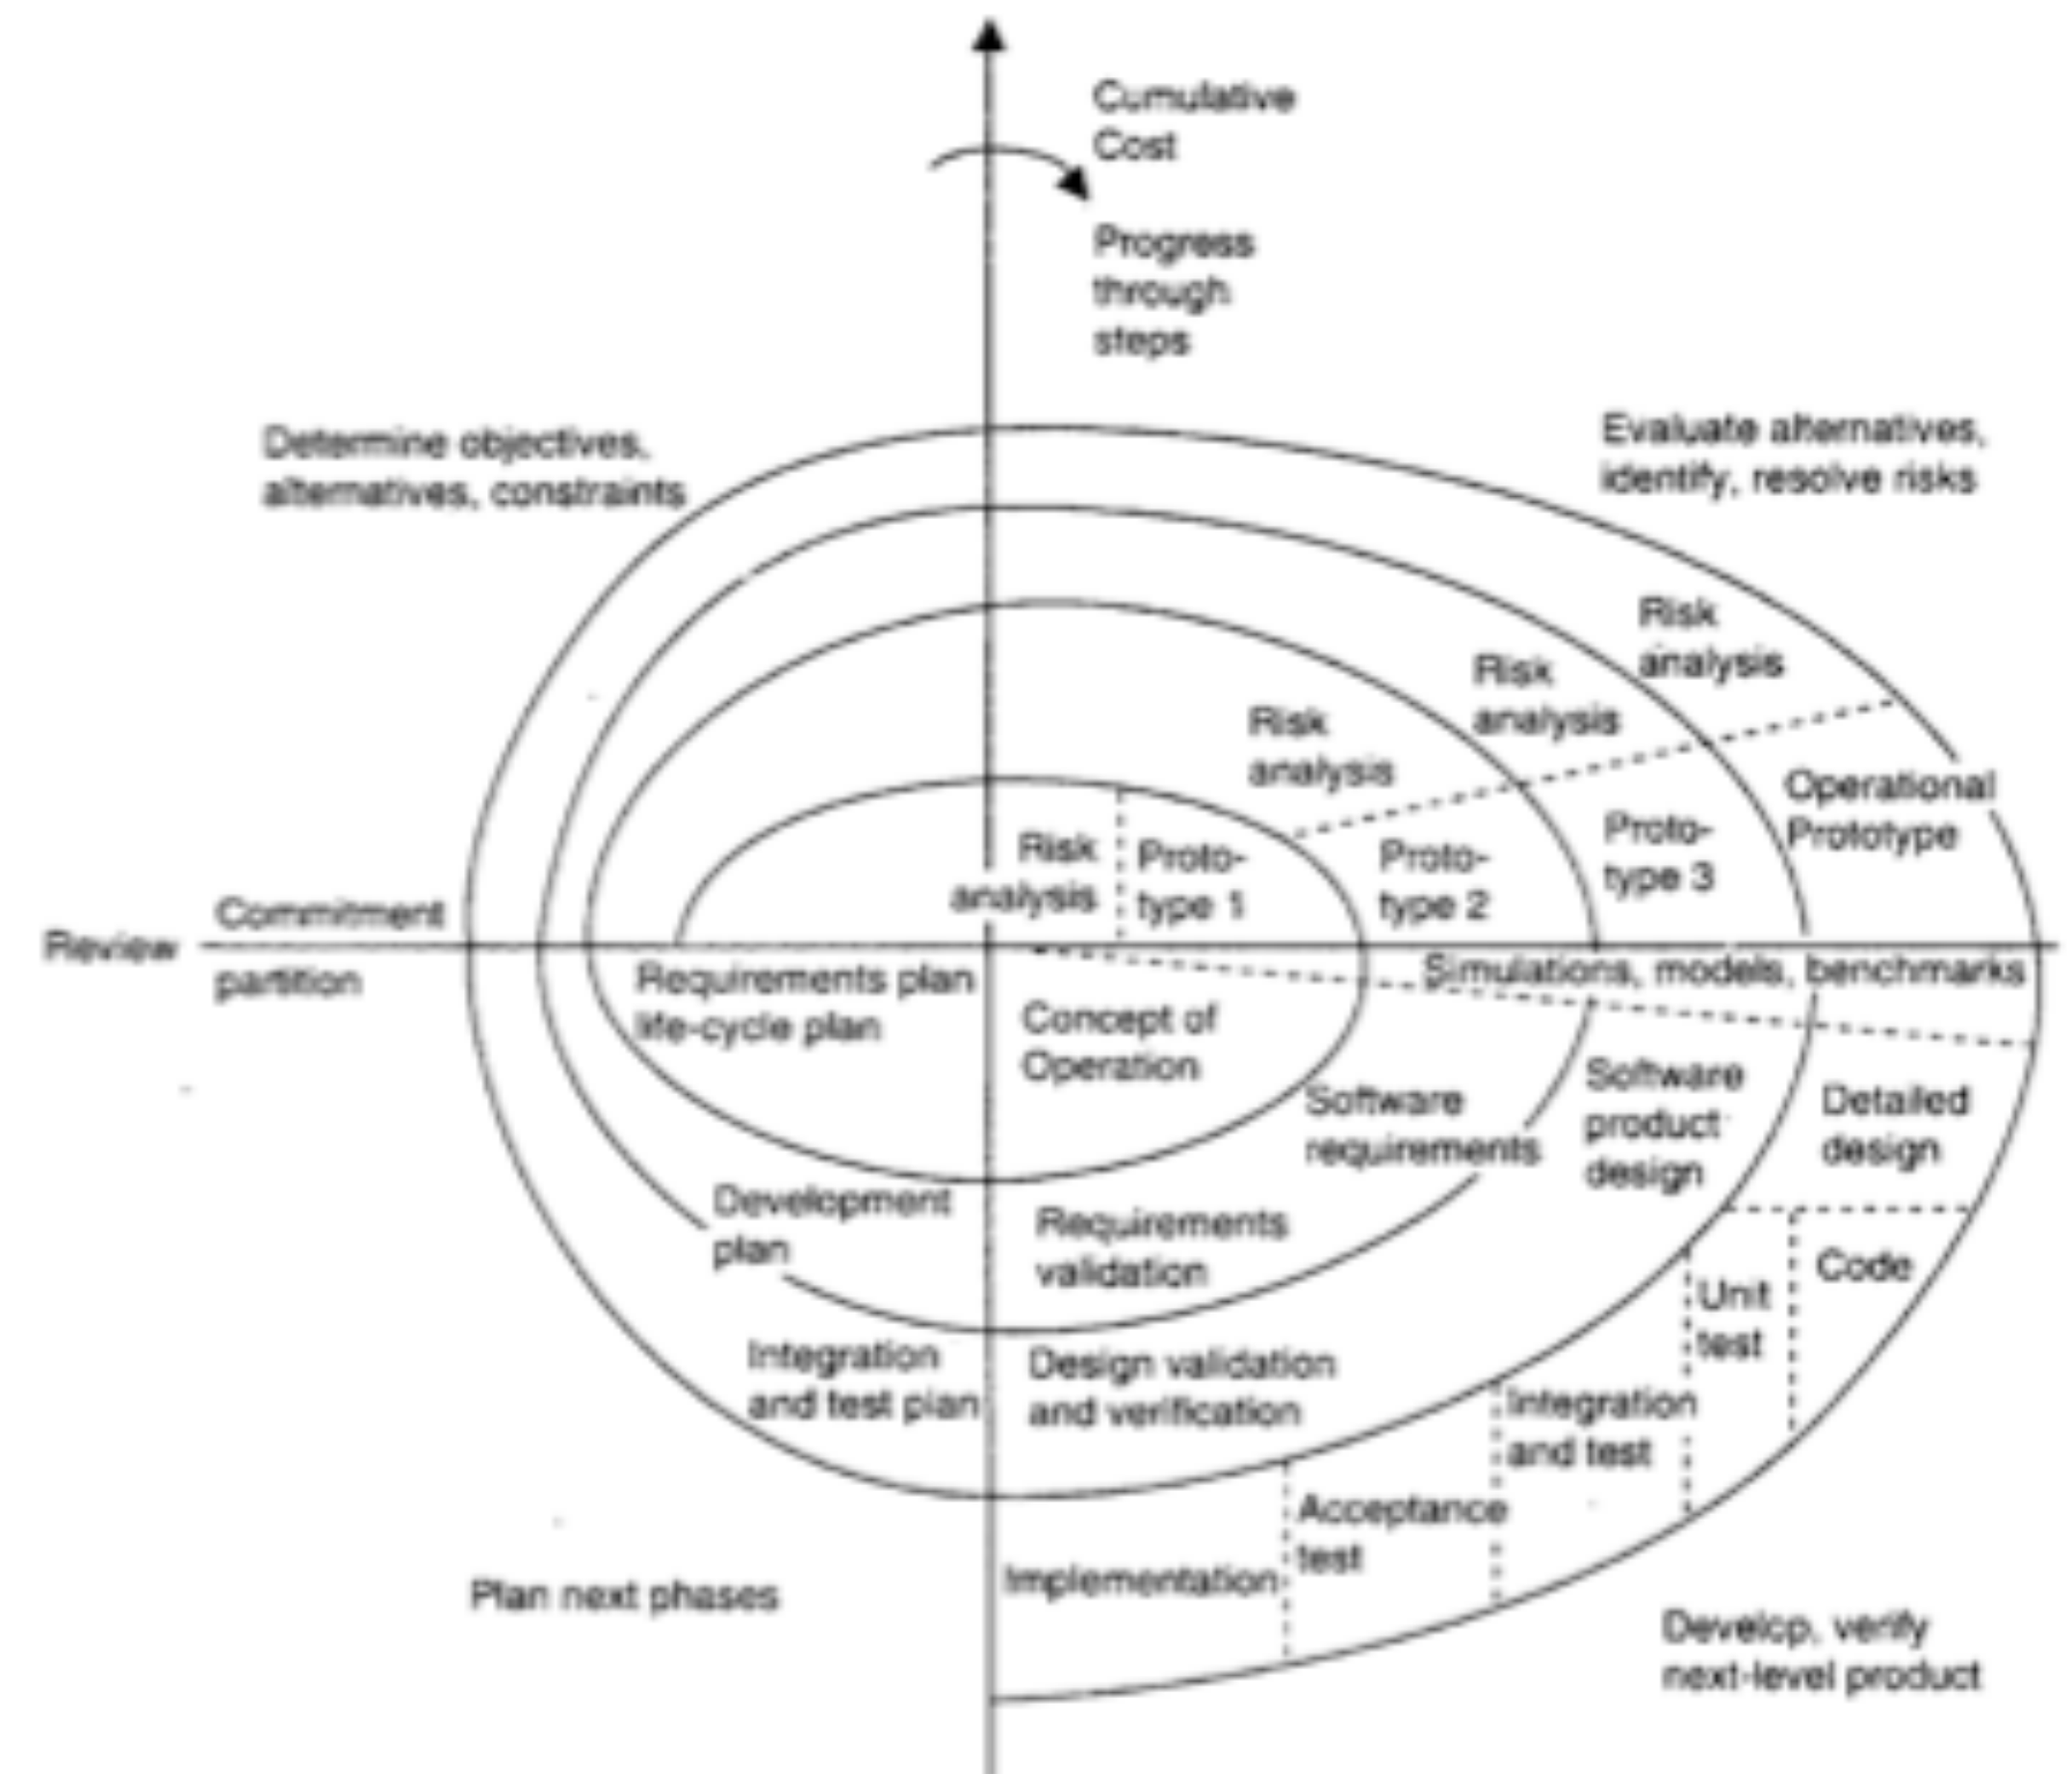 Cumulative
Cost
Progress
through
steps
Determine objectives,
alternatives, constraints
Evaluate alternatives,
identify, resolve risks
Risk
analysis
Risk
analysis
Risk
analysis
Risk
analysis
Proto-
type 1
Proto-
type 2
Proto-
type 3
Operational
Prototype
Review
Commitment
partition
Requirements plan
life-cycle plan
Concept of
Operation
Simulations, models, benchmarks
Software
requirements
Software
product
design
Detailed
design
Development
plan
Requirements
validation
Code
Unit
test
Integration
and test plan
Design validation
and verification
Integration
and test
Acceptance
test
Implementation
Plan next phases
Develop, verify
next-level product